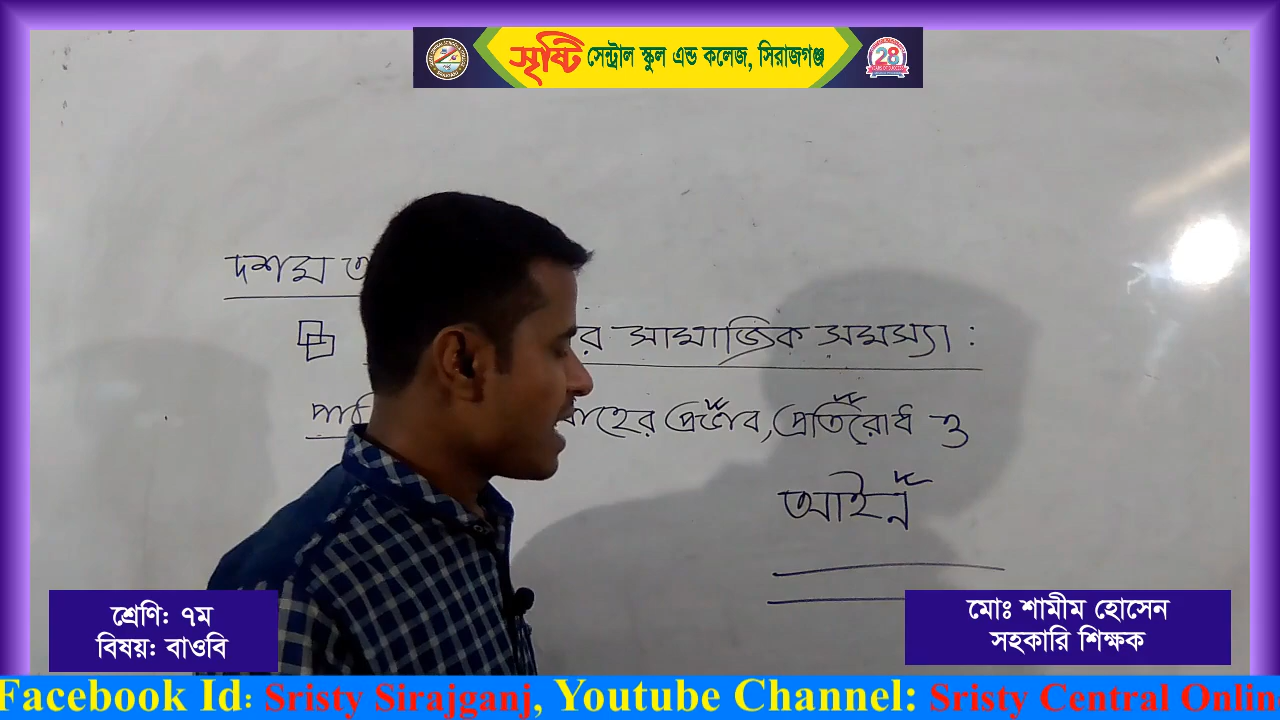 সৃষ্টি সেন্ট্রাল স্কুল এন্ড কলেজ, সিরাজগঞ্জ
28
দশম
সামাজিক সমস্যা :
প্রভাব, প্রতিরোধ ও
আইন
শ্রেণি: ৭ম
বিষয়: বাওবি
মোঃ শামীম হোসেন
সহকারি শিক্ষক
Facebook Id: Sristy Sirajganj, Youtube Channel: Sristy Central Onlin